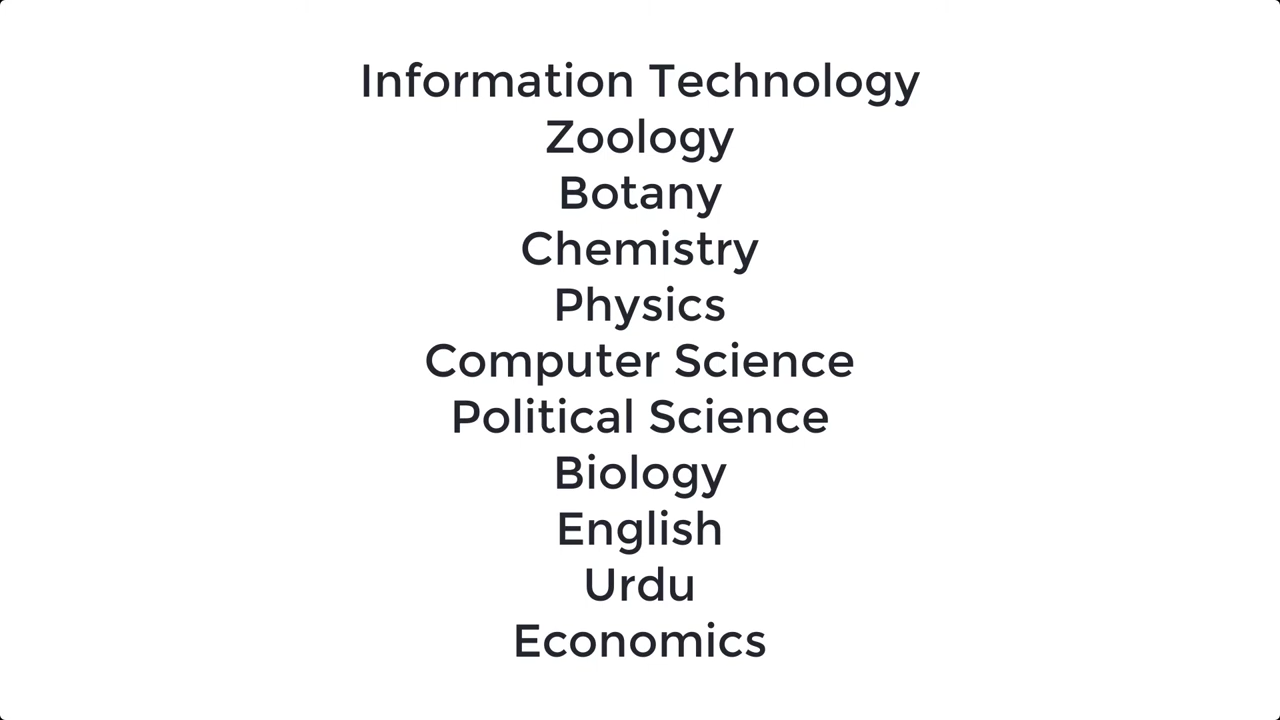 Information Technology
Zoology
Botany
Chemistry
Physics
Computer Science
Political Science
Biology
English
Urdu
Economics